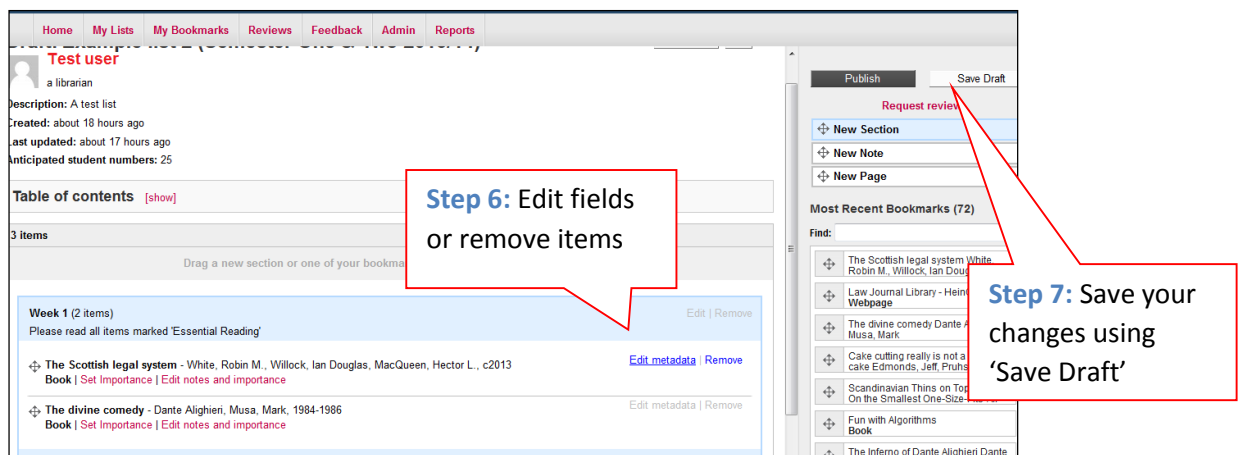 Home My Lists My Bookmarks Reviews Feedback Admin Reports
Test user
a librarian
Description: A test list
Created: about 18 hours ago
Last updated: about 17 hours ago
Anticipated student numbers: 25
Table of contents [show]
3 items
Drag a new section or one of your
Week 1 (2 items) Edit | Remove
Please read all items marked 'Essential Reading'
The Scottish legal system - White, Robin M., Willock, Ian Douglas, MacQueen, Hector L., c2013 Edit metadata | Remove
Book | Set Importance | Edit notes and importance
The divine comedy - Dante Alighieri, Musa, Mark, 1984-1986 Edit metadata | Remove
Book | Set Importance | Edit notes and importance
Step 6: Edit fields
or remove items
Publish Save Draft
Request review
New Section
New Note
New Page
Most Recent Bookmarks (72)
Find:
The Scottish legal system White,
Robin M., Willock, Ian
Law Journal Library -
Webpage
The divine comedy Dante
Musa, Mark
Cake cutting really is not a
cake Edmonds, Jeff,
Scandinavian Thins on
On the Smallest
Fun with Algorithms
Book
The Inferno of Dante Alighieri Dante
Step 7: Save your
changes using
‘Save Draft’